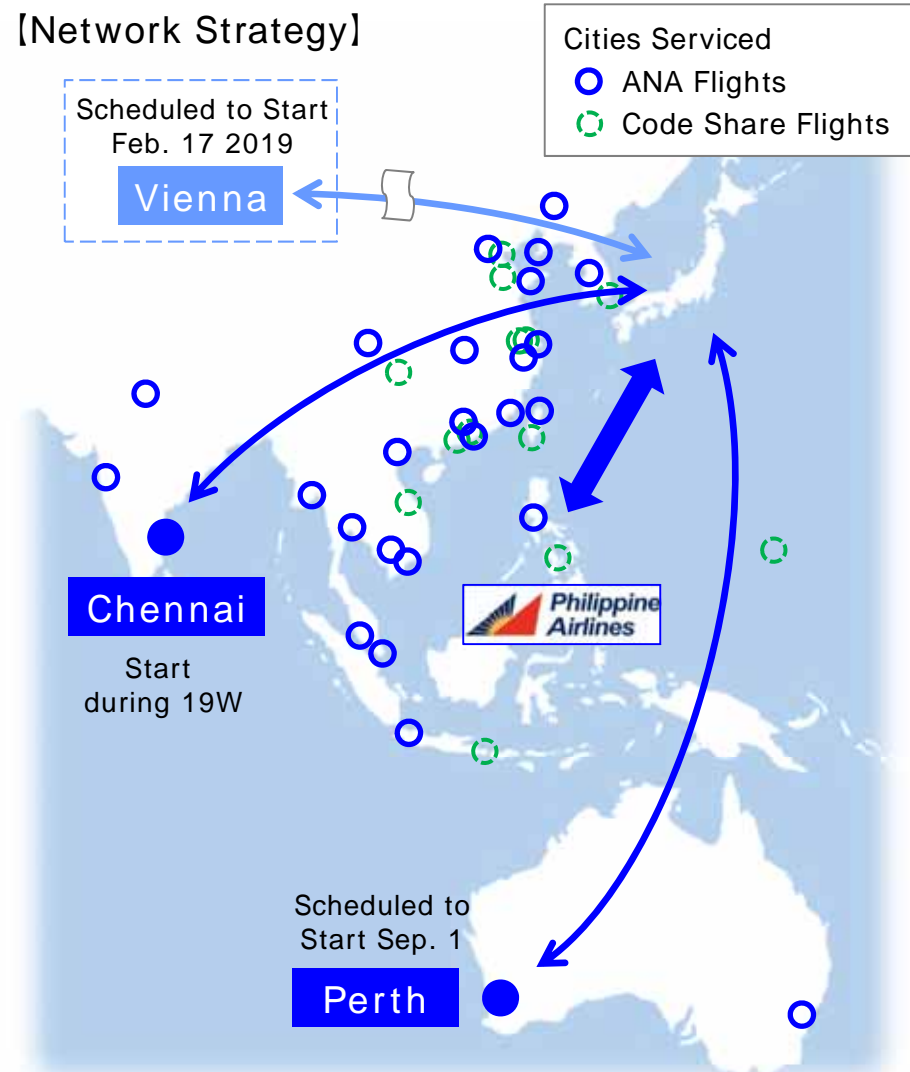 【Network Strategy】
Cities Serviced
ANA Flights
Code Share Flights
Scheduled to Start
Feb. 17 2019
Vienna
Chennai
Start
during 19W
Philippine
Airlines
Scheduled to
Start Sep. 1
Perth